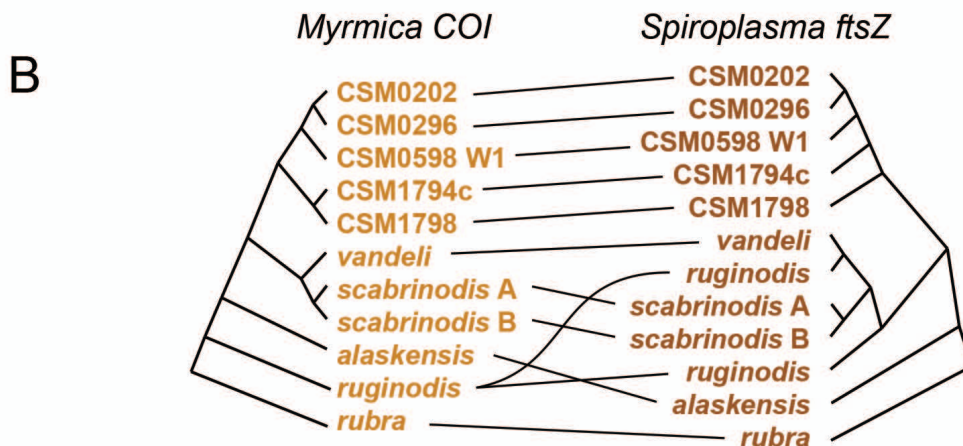 Myrmica COI
Spiroplasma ftsZ
B
CSM0202
CSM0296
CSM0598 W1
CSM1794c
CSM1798
vandeli
scabrinodis A
scabrinodis B
alaskensis
ruginodis
rubra
CSM0202
CSM0296
CSM0598 W1
CSM1794c
CSM1798
vandeli
ruginodis
scabrinodis A
scabrinodis B
ruginodis
alaskensis
rubra